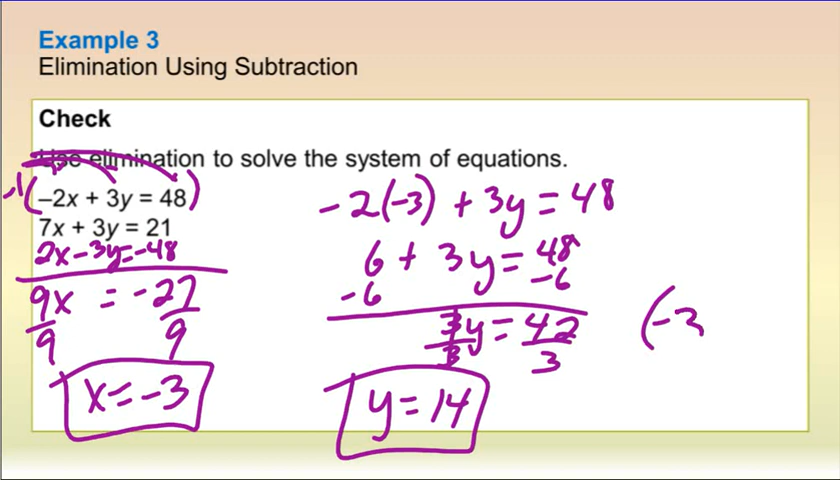 Example 3
Elimination Using Subtraction
Check
Use elimination to solve the system of equations.
-1(–2x + 3y = 48)
7x + 3y = 21
2x - 3y = -48
9x = -27
9 9
x = -3
-2(-3) + 3y = 48
6 + 3y = 48
-6 -6
3y = 42
3 3
y = 14
(-3